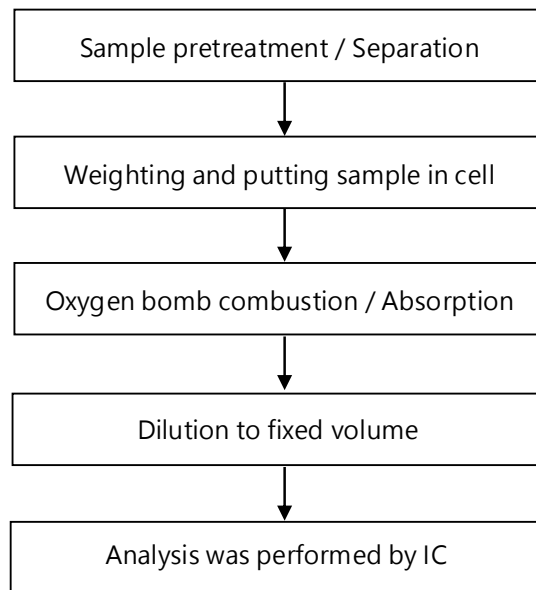 Sample pretreatment / Separation
Weighting and putting sample in cell
Oxygen bomb combustion / Absorption
Dilution to fixed volume
Analysis was performed by IC